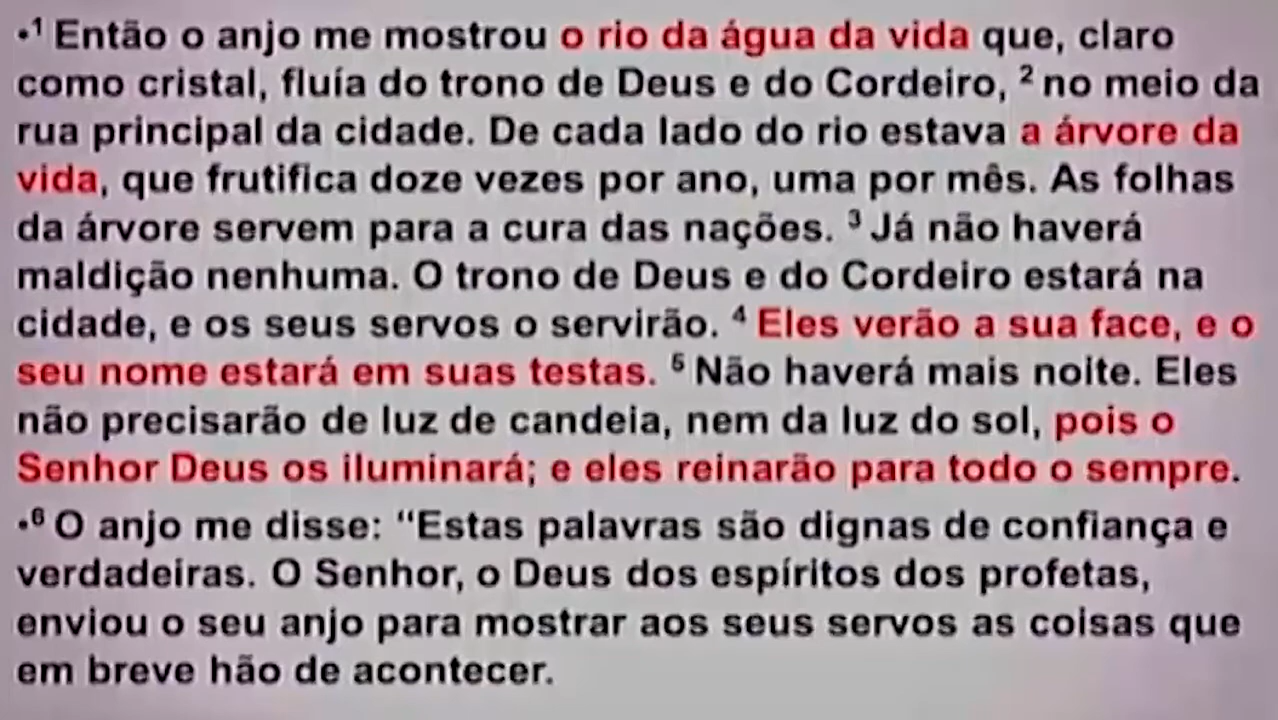 •¹ Então o anjo me mostrou o rio da água da vida que, claro
como cristal, fluía do trono de Deus e do Cordeiro, ² no meio da
rua principal da cidade. De cada lado do rio estava a árvore da
vida, que frutifica doze vezes por ano, uma por mês. As folhas
da árvore servem para a cura das nações. ³ Já não haverá
maldição nenhuma. O trono de Deus e do Cordeiro estará na
cidade, e os seus servos o servirão. ⁴ Eles verão a sua face, e o
seu nome estará em suas testas. ⁵ Não haverá mais noite. Eles
não precisarão de luz de candeia, nem da luz do sol, pois o
Senhor Deus os iluminará; e eles reinarão para todo o sempre.
•⁶ O anjo me disse: “Estas palavras são dignas de confiança e
verdadeiras. O Senhor, o Deus dos espíritos dos profetas,
enviou o seu anjo para mostrar aos seus servos as coisas que
em breve hão de acontecer.